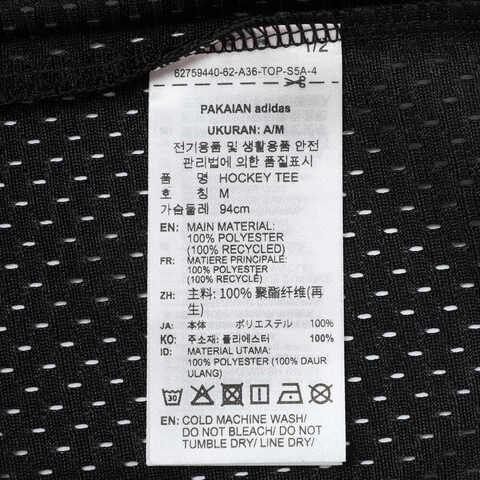 1/2
62759440-62-A36-TOP-S5A-4
PAKAIAN adidas
UKURAN: A/M
전기용품 및 생활용품 안전
관리법에 의한 품질표시
품 명 HOCKEY TEE
호 칭 M
가슴둘레 94cm
EN: MAIN MATERIAL:
100% POLYESTER
(100% RECYCLED)
FR: MATIERE PRINCIPALE:
100% POLYESTER
(100% RECYCLE)
ZH: 主料: 100% 聚酯纤维(再
生)
JA: 本体 ポリエステル 100%
KO: 주소재: 폴리에스터 100%
ID: MATERIAL UTAMA:
100% POLYESTER (100% DAUR
ULANG)
30
EN: COLD MACHINE WASH/
DO NOT BLEACH/ DO NOT
TUMBLE DRY/ LINE DRY/